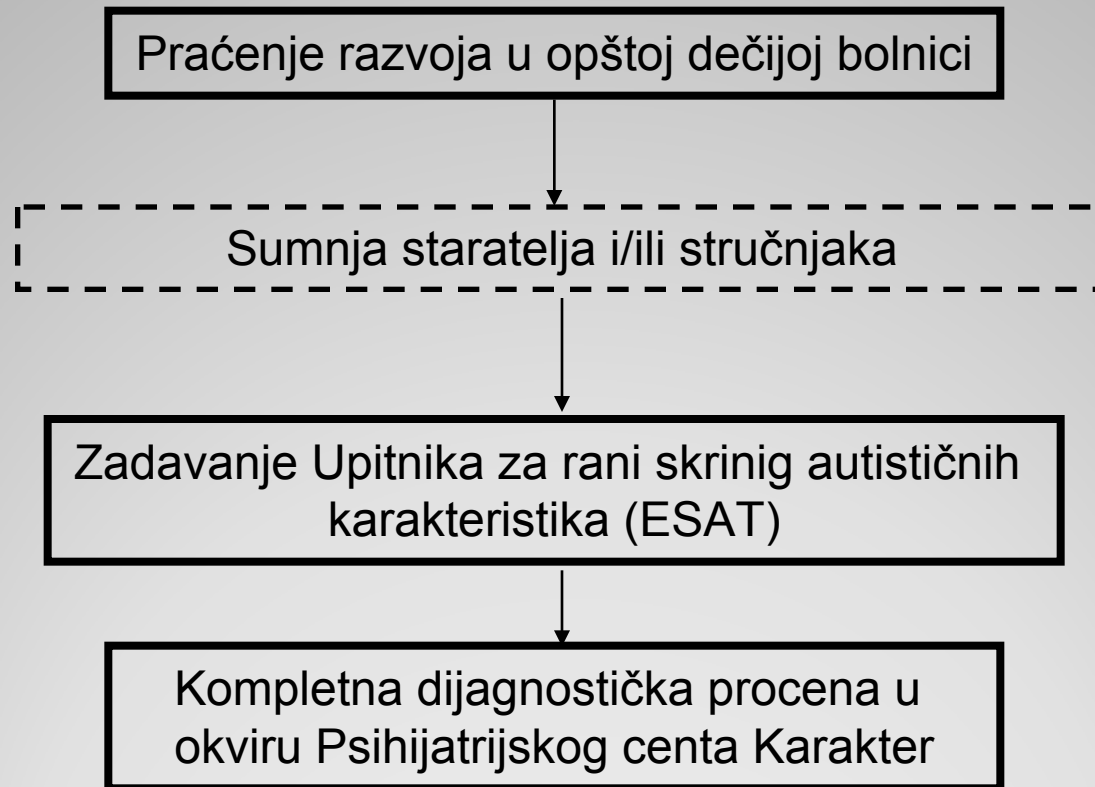 Praćenje razvoja u opštoj dečijoj bolnici
Sumnja staratelja i/ili stručnjaka
Zadavanje Upitnika za rani skrinig autističnih
karakteristika (ESAT)
Kompletna dijagnostička procena u
okviru Psihijatrijskog centa Karakter